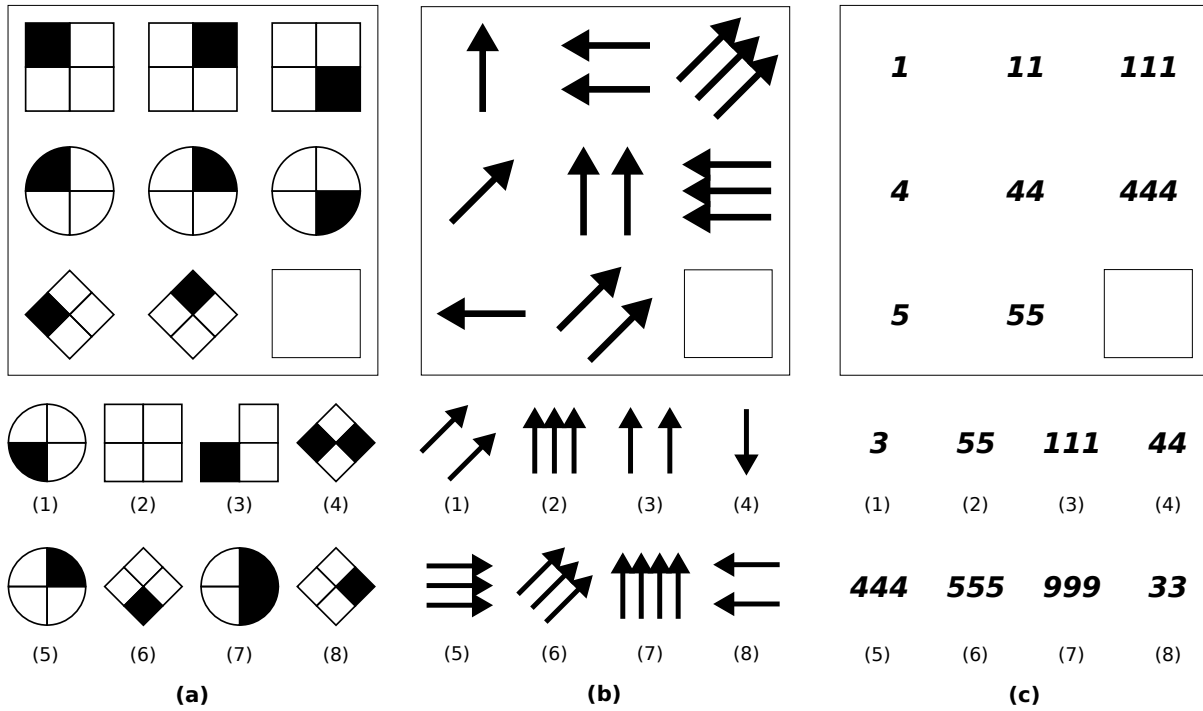 1 11 111
4 44 444
5 55
3 55 111 44
(1) (2) (3) (4) (1) (2) (3) (4) (1) (2) (3) (4)
444 555 999 33
(5) (6) (7) (8) (5) (6) (7) (8) (5) (6) (7) (8)
(a) (b) (c)